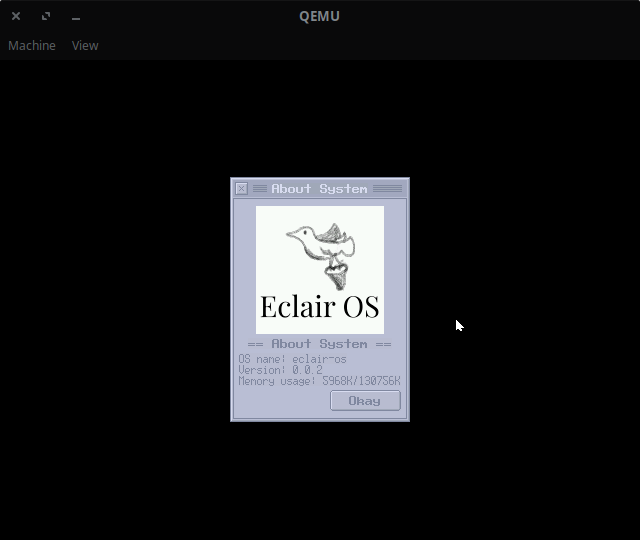 QEMU
Machine View
About System
Eclair OS
== About System ==
OS name: eclair-os
Version: 0.0.2
Memory usage: 5968K/130756K
Okay